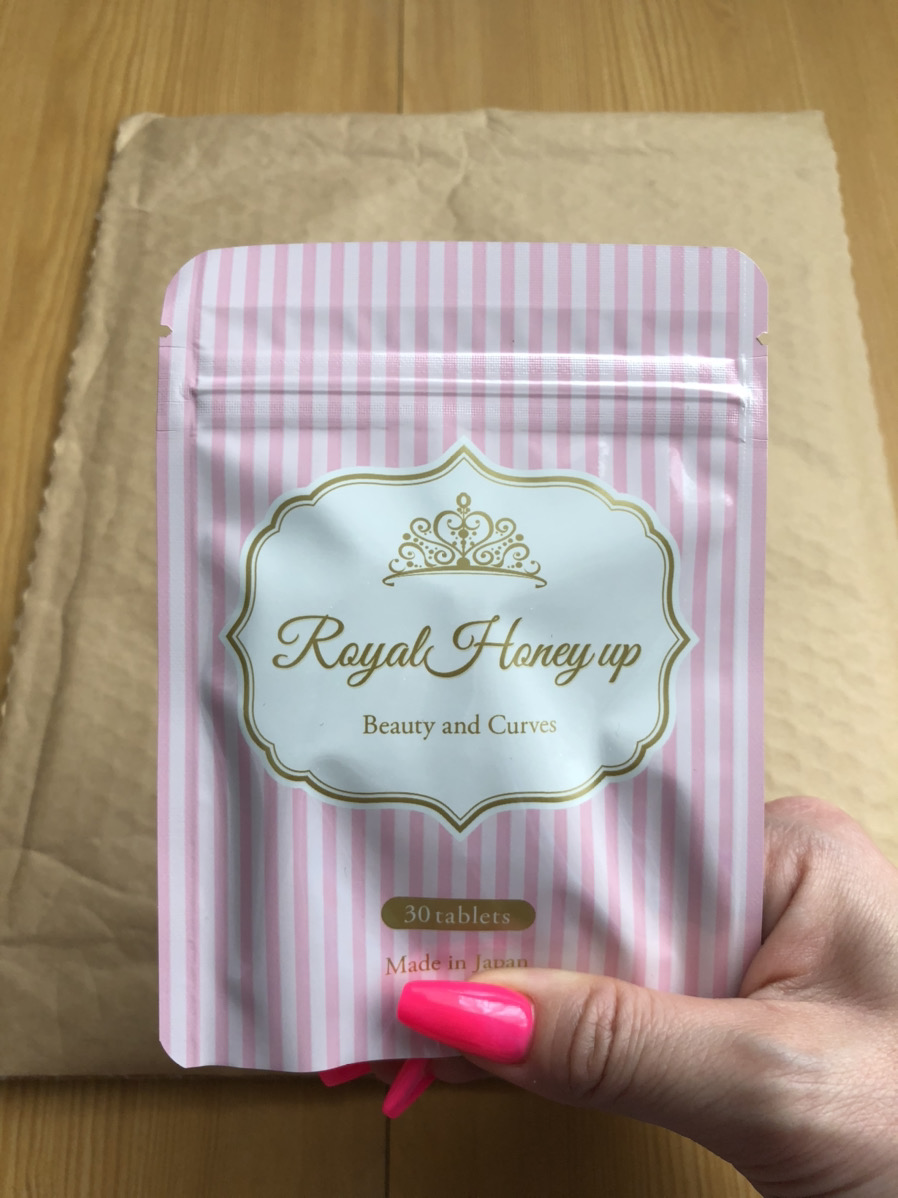 Royal Honey up
Beauty and Curves
30 tablets
Made in Japan